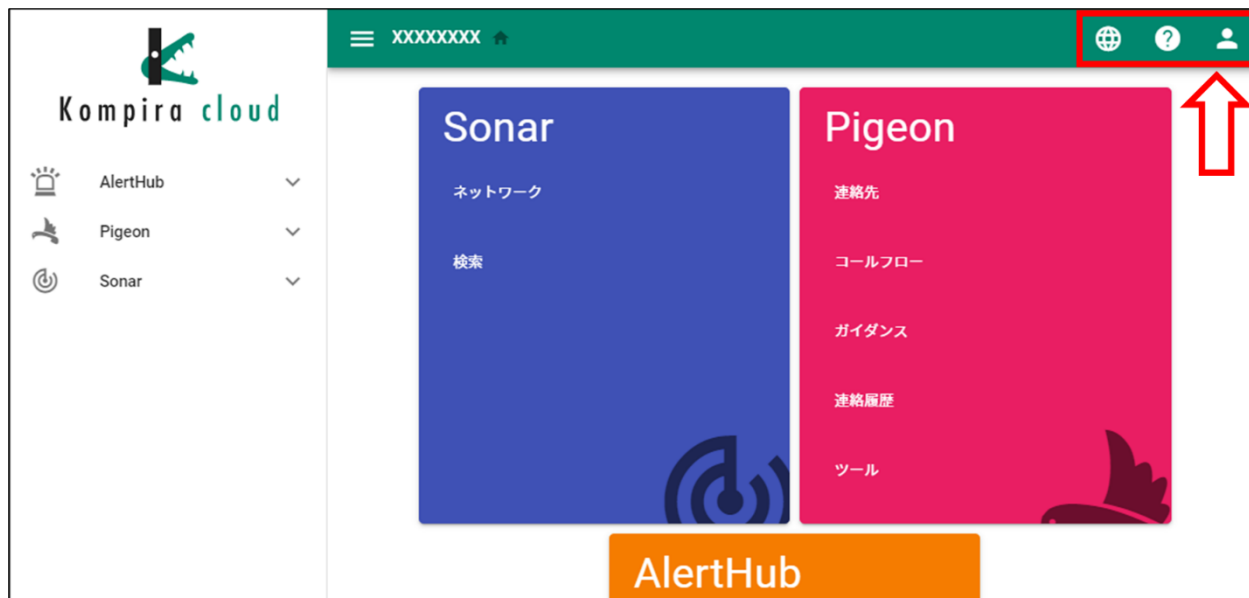 Kompira cloud
AlertHub
Pigeon
Sonar
XXXXXXXX
Sonar
ネットワーク
検索
Pigeon
連絡先
コールフロー
ガイダンス
連絡履歴
ツール
AlertHub